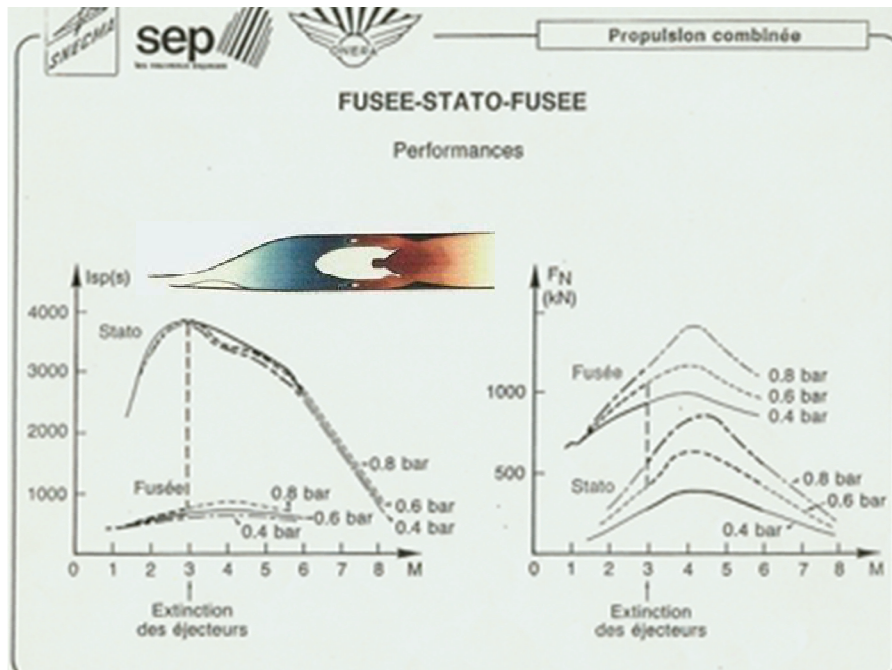 SNECMA
sep
ONERA
Propulsion combinée
FUSEE-STATO-FUSEE
Performances
Isp(s)
4000
3000
2000
1000
Stato
Fusée
0.8 bar
0.6 bar
0.4 bar
0.8 bar
0.6 bar
0.4 bar
0 1 2 3 4 5 6 7 8 M
Extinction
des éjecteurs
FN
(kN)
1000
500
Fusée
0.8 bar
0.6 bar
0.4 bar
Stato
0.8 bar
0.6 bar
0.4 bar
0 1 2 3 4 5 6 7 8 M
Extinction
des éjecteurs